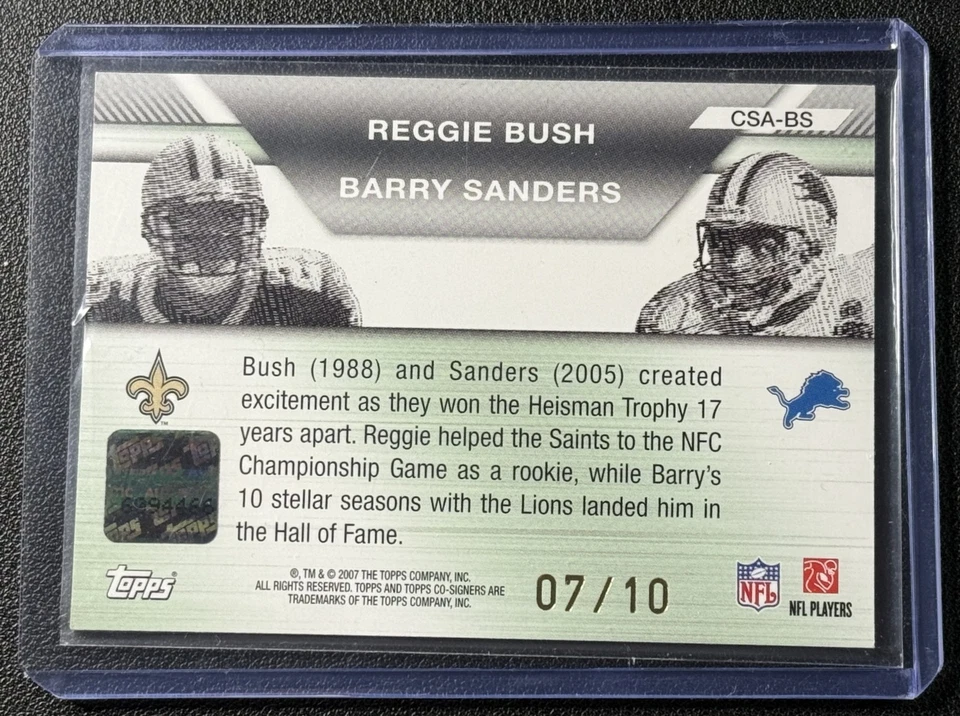 CSA-BS
REGGIE BUSH
BARRY SANDERS
Bush (1988) and Sanders (2005) created
excitement as they won the Heisman Trophy 17
years apart. Reggie helped the Saints to the NFC
Championship Game as a rookie, while Barry's
10 stellar seasons with the Lions landed him in
the Hall of Fame.
TM
Topps®
®, TM & © 2007 THE TOPPS COMPANY, INC.
ALL RIGHTS RESERVED. TOPPS AND TOPPS CO-SIGNERS ARE
TRADEMARKS OF THE TOPPS COMPANY, INC.
07/10
NFL
NFL PLAYERS